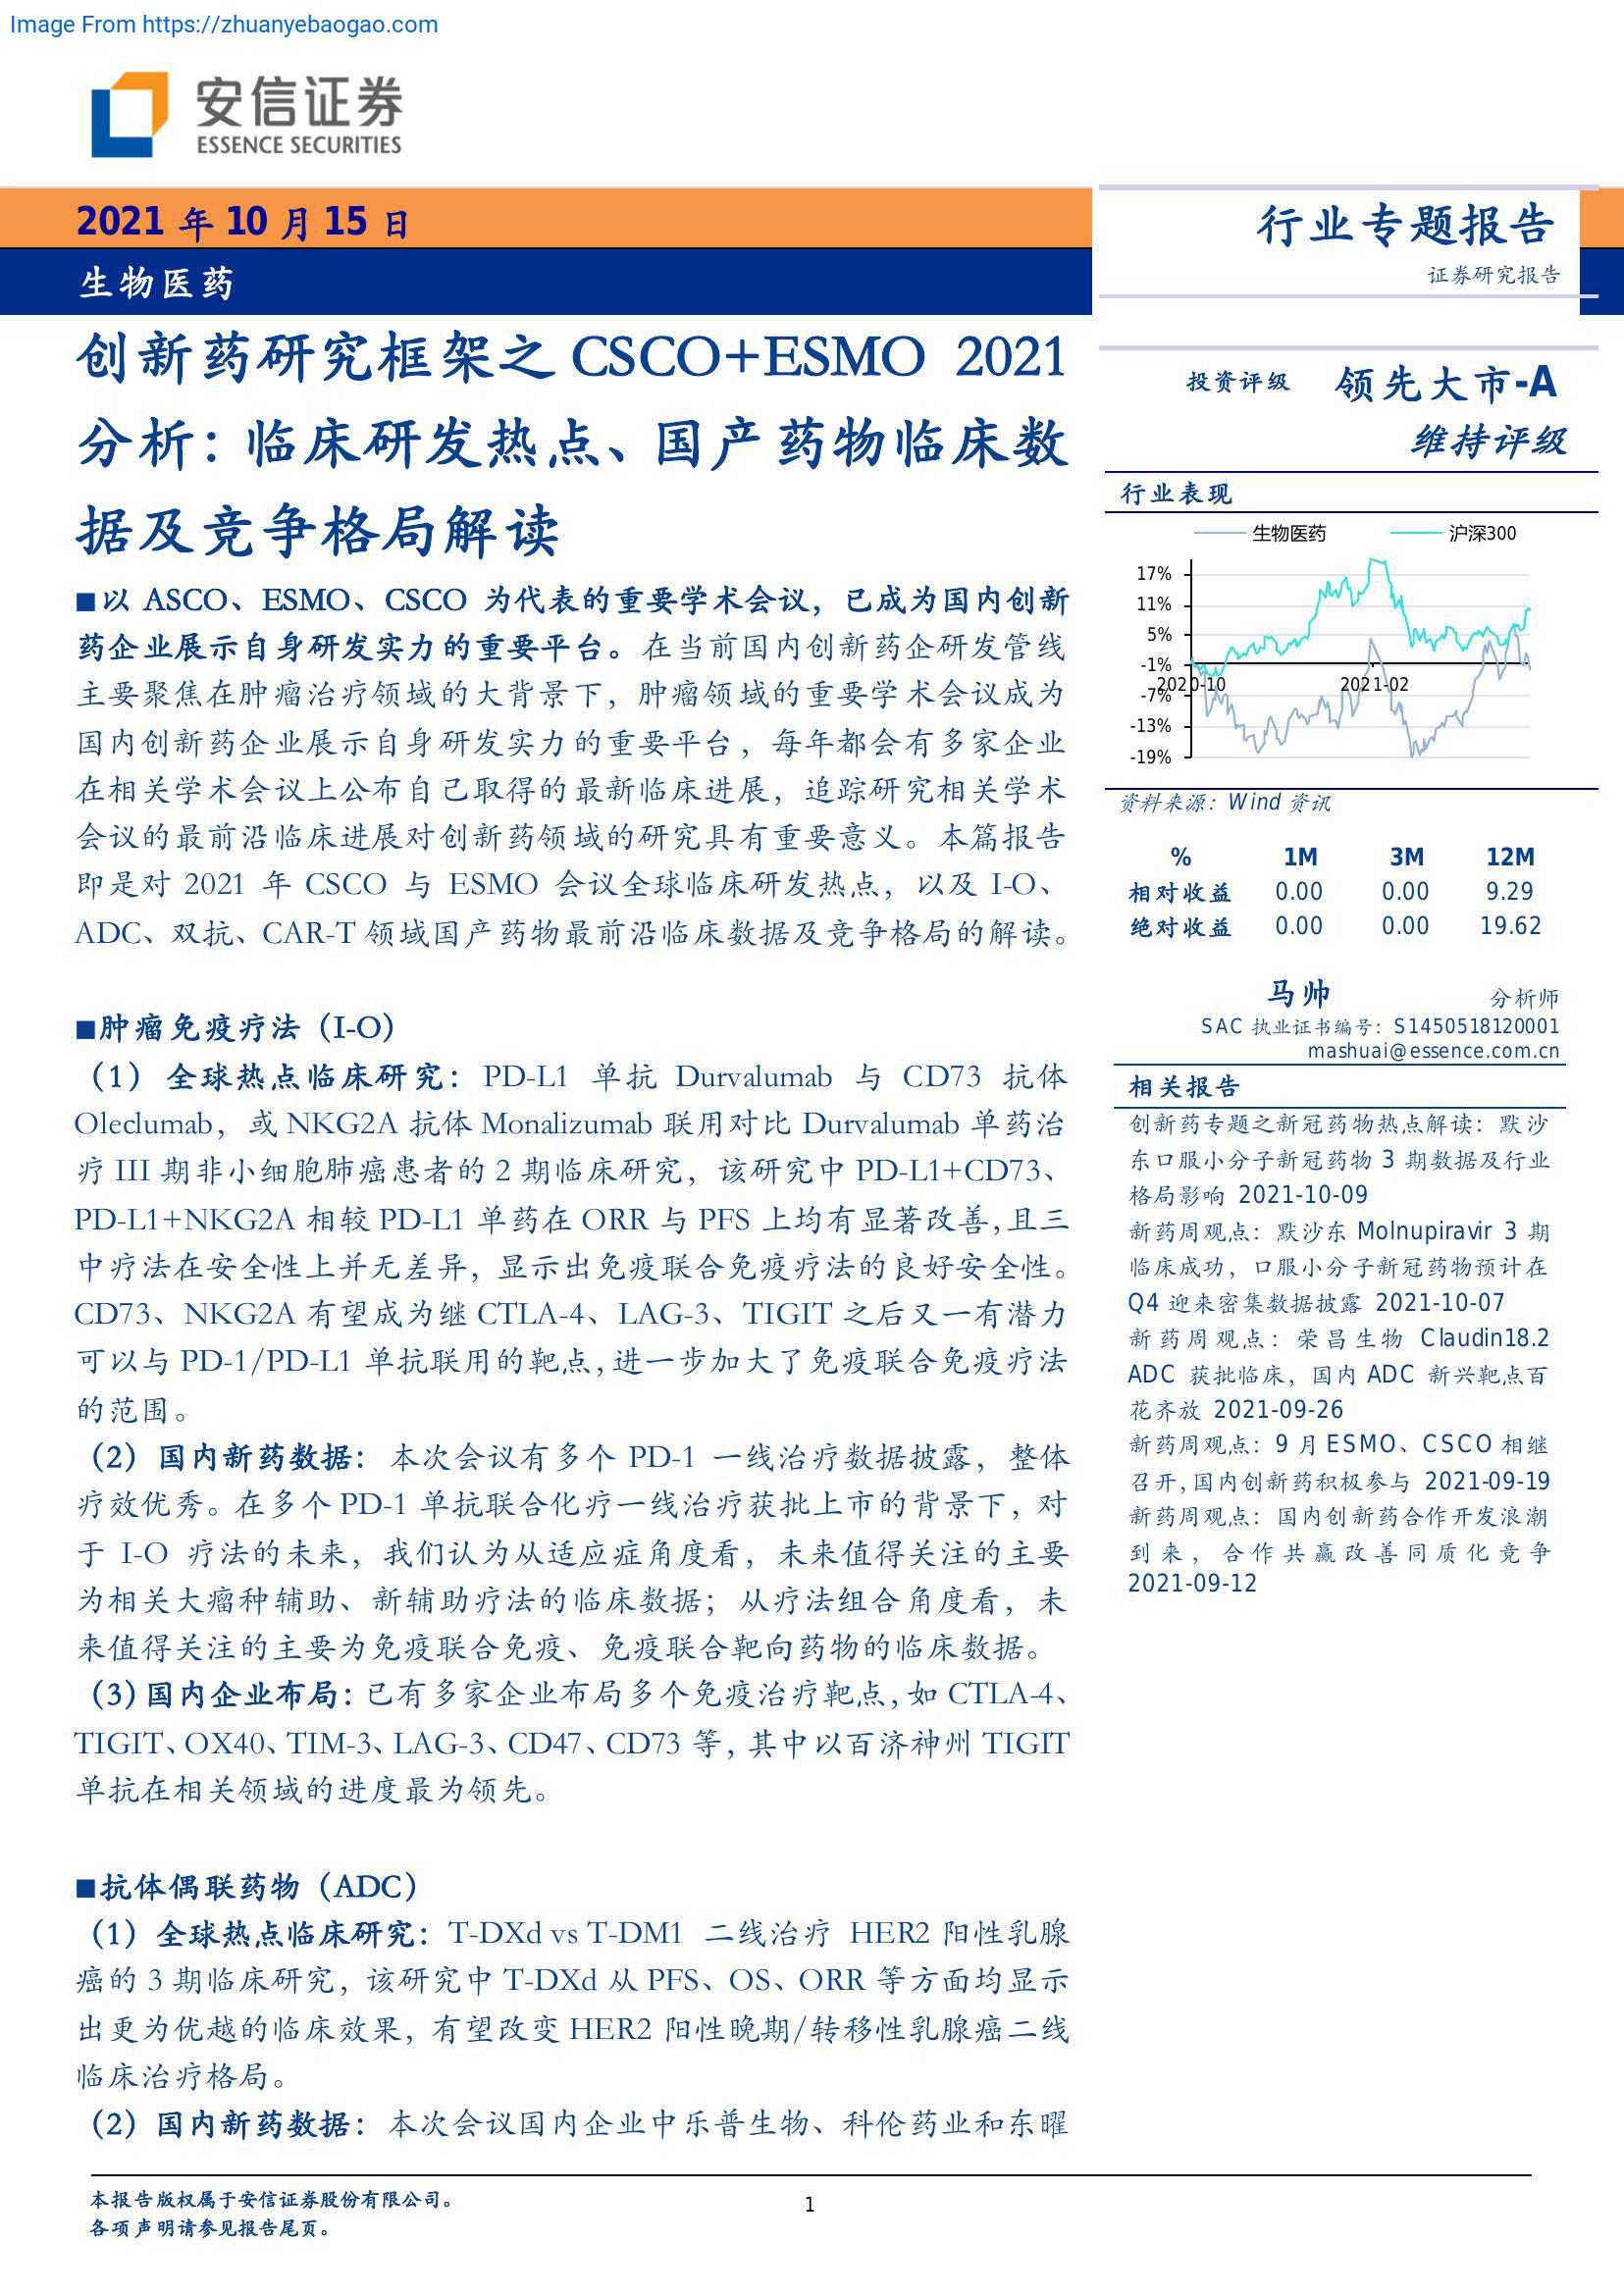 Image From https://zhuanyebaogao.com
安信证券
ESSENCE SECURITIES
2021 年 10 月 15 日
生物医药
行业专题报告
证券研究报告
创新药研究框架之 CSCO+ESMO 2021
分析：临床研发热点、国产药物临床数
据及竞争格局解读
■以 ASCO、ESMO、CSCO 为代表的重要学术会议，已成为国内创新
药企业展示自身研发实力的重要平台。在当前国内创新药企研发管线
主要聚焦在肿瘤治疗领域的大背景下，肿瘤领域的重要学术会议成为
国内创新药企业展示自身研发实力的重要平台，每年都会有多家企业
在相关学术会议上公布自己取得的最新临床进展，追踪研究相关学术
会议的最前沿临床进展对创新药领域的研究具有重要意义。本篇报告
即是对 2021 年 CSCO 与 ESMO 会议全球临床研发热点，以及 I-O、
ADC、双抗、CAR-T 领域国产药物最前沿临床数据及竞争格局的解读。
■肿瘤免疫疗法（I-O）
（1）全球热点临床研究：PD-L1 单抗 Durvalumab 与 CD73 抗体
Oleclumab，或 NKG2A 抗体 Monalizumab 联用对比 Durvalumab 单药治
疗 III 期非小细胞肺癌患者的 2 期临床研究，该研究中 PD-L1+CD73、
PD-L1+NKG2A 相较 PD-L1 单药在 ORR 与 PFS 上均有显著改善，且三
中疗法在安全性上并无差异，显示出免疫联合免疫疗法的良好安全性。
CD73、NKG2A 有望成为继 CTLA-4、LAG-3、TIGIT 之后又一有潜力
可以与 PD-1/PD-L1 单抗联用的靶点，进一步加大了免疫联合免疫疗法
的范围。
（2）国内新药数据：本次会议有多个 PD-1 一线治疗数据披露，整体
疗效优秀。在多个 PD-1 单抗联合化疗一线治疗获批上市的背景下，对
于 I-O 疗法的未来，我们认为从适应症角度看，未来值得关注的主要
为相关大瘤种辅助、新辅助疗法的临床数据；从疗法组合角度看，未
来值得关注的主要为免疫联合免疫、免疫联合靶向药物的临床数据。
（3）国内企业布局：已有多家企业布局多个免疫治疗靶点，如 CTLA-4、
TIGIT、OX40、TIM-3、LAG-3、CD47、CD73 等，其中以百济神州 TIGIT
单抗在相关领域的进度最为领先。
■抗体偶联药物（ADC）
（1）全球热点临床研究：T-DXd vs T-DM1 二线治疗 HER2 阳性乳腺
癌的 3 期临床研究，该研究中 T-DXd 从 PFS、OS、ORR 等方面均显示
出更为优越的临床效果，有望改变 HER2 阳性晚期/转移性乳腺癌二线
临床治疗格局。
（2）国内新药数据：本次会议国内企业中乐普生物、科伦药业和东曜
投资评级 领先大市-A
维持评级
行业表现
生物医药 沪深300
17%
11%
5%
-1%
2020-10 2021-02
-7%
-13%
-19%
资料来源：Wind 资讯
% 1M 3M 12M
相对收益 0.00 0.00 9.29
绝对收益 0.00 0.00 19.62
马帅 分析师
SAC 执业证书编号：S1450518120001
mashuai@essence.com.cn
相关报告
创新药专题之新冠药物热点解读：默沙
东口服小分子新冠药物 3 期数据及行业
格局影响 2021-10-09
新药周观点：默沙东 Molnupiravir 3 期
临床成功，口服小分子新冠药物预计在
Q4 迎来密集数据披露 2021-10-07
新药周观点：荣昌生物 Claudin18.2
ADC 获批临床，国内 ADC 新兴靶点百
花齐放 2021-09-26
新药周观点：9 月 ESMO、CSCO 相继
召开，国内创新药积极参与 2021-09-19
新药周观点：国内创新药合作开发浪潮
到来，合作共赢改善同质化竞争
2021-09-12
本报告版权属于安信证券股份有限公司。
各项声明请参见报告尾页。
1